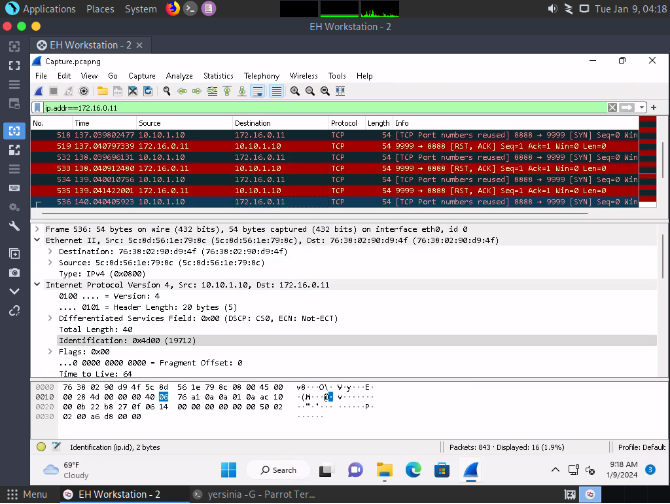 Applications Places System Tue Jan 9, 04:18
EH Workstation - 2
EH Workstation - 2 ×
Capture.pcapng
File Edit View Go Capture Analyze Statistics Telephony Wireless Tools Help
ip.addr==172.16.0.11
No. Time Source Destination Protocol Length Info
518 137.039802477 10.10.1.10 172.16.0.11 TCP 54 [TCP Port numbers reused] 8888 → 9999 [SYN] Seq=0 Win
519 137.040797339 172.16.0.11 10.10.1.10 TCP 54 9999 → 8888 [RST, ACK] Seq=1 Ack=1 Win=0 Len=0
532 138.039696131 10.10.1.10 172.16.0.11 TCP 54 [TCP Port numbers reused] 8888 → 9999 [SYN] Seq=0 Win
533 138.040912480 172.16.0.11 10.10.1.10 TCP 54 9999 → 8888 [RST, ACK] Seq=1 Ack=1 Win=0 Len=0
534 139.040010756 10.10.1.10 172.16.0.11 TCP 54 [TCP Port numbers reused] 8888 → 9999 [SYN] Seq=0 Win
535 139.041422001 172.16.0.11 10.10.1.10 TCP 54 9999 → 8888 [RST, ACK] Seq=1 Ack=1 Win=0 Len=0
536 140.040405923 10.10.1.10 172.16.0.11 TCP 54 [TCP Port numbers reused] 8888 → 9999 [SYN] Seq=0 Win
Frame 536: 54 bytes on wire (432 bits), 54 bytes captured (432 bits) on interface eth0, id 0
Ethernet II, Src: 5c:8d:56:1e:79:8c (5c:8d:56:1e:79:8c), Dst: 76:38:02:90:d9:4f (76:38:02:90:d9:4f)
Destination: 76:38:02:90:d9:4f (76:38:02:90:d9:4f)
Source: 5c:8d:56:1e:79:8c (5c:8d:56:1e:79:8c)
Type: IPv4 (0x0800)
Internet Protocol Version 4, Src: 10.10.1.10, Dst: 172.16.0.11
0100 .... = Version: 4
.... 0101 = Header Length: 20 bytes (5)
Differentiated Services Field: 0x00 (DSCP: CS0, ECN: Not-ECT)
Total Length: 40
Identification: 0x4d00 (19712)
Flags: 0x00
...0 0000 0000 0000 = Fragment Offset: 0
Time to Live: 64
0000 76 38 02 90 d9 4f 5c 8d 56 1e 79 8c 08 00 45 00 v8···O\· V·y···E·
0010 00 28 4d 00 00 00 40 06 76 a1 0a 0a 01 0a ac 10 ·(M···@· v·······
0020 00 0b 22 b8 27 0f 06 14 00 00 00 00 00 00 50 02 ··"·'··· ······P·
0030 02 00 a6 d8 00 00 ······
Identification (ip.id), 2 bytes Packets: 843 · Displayed: 16 (1.9%) Profile: Default
69°F
Cloudy
Search
9:18 AM
1/9/2024
3
Menu EH Workstation - 2 yersinia -G - Parrot Ter...